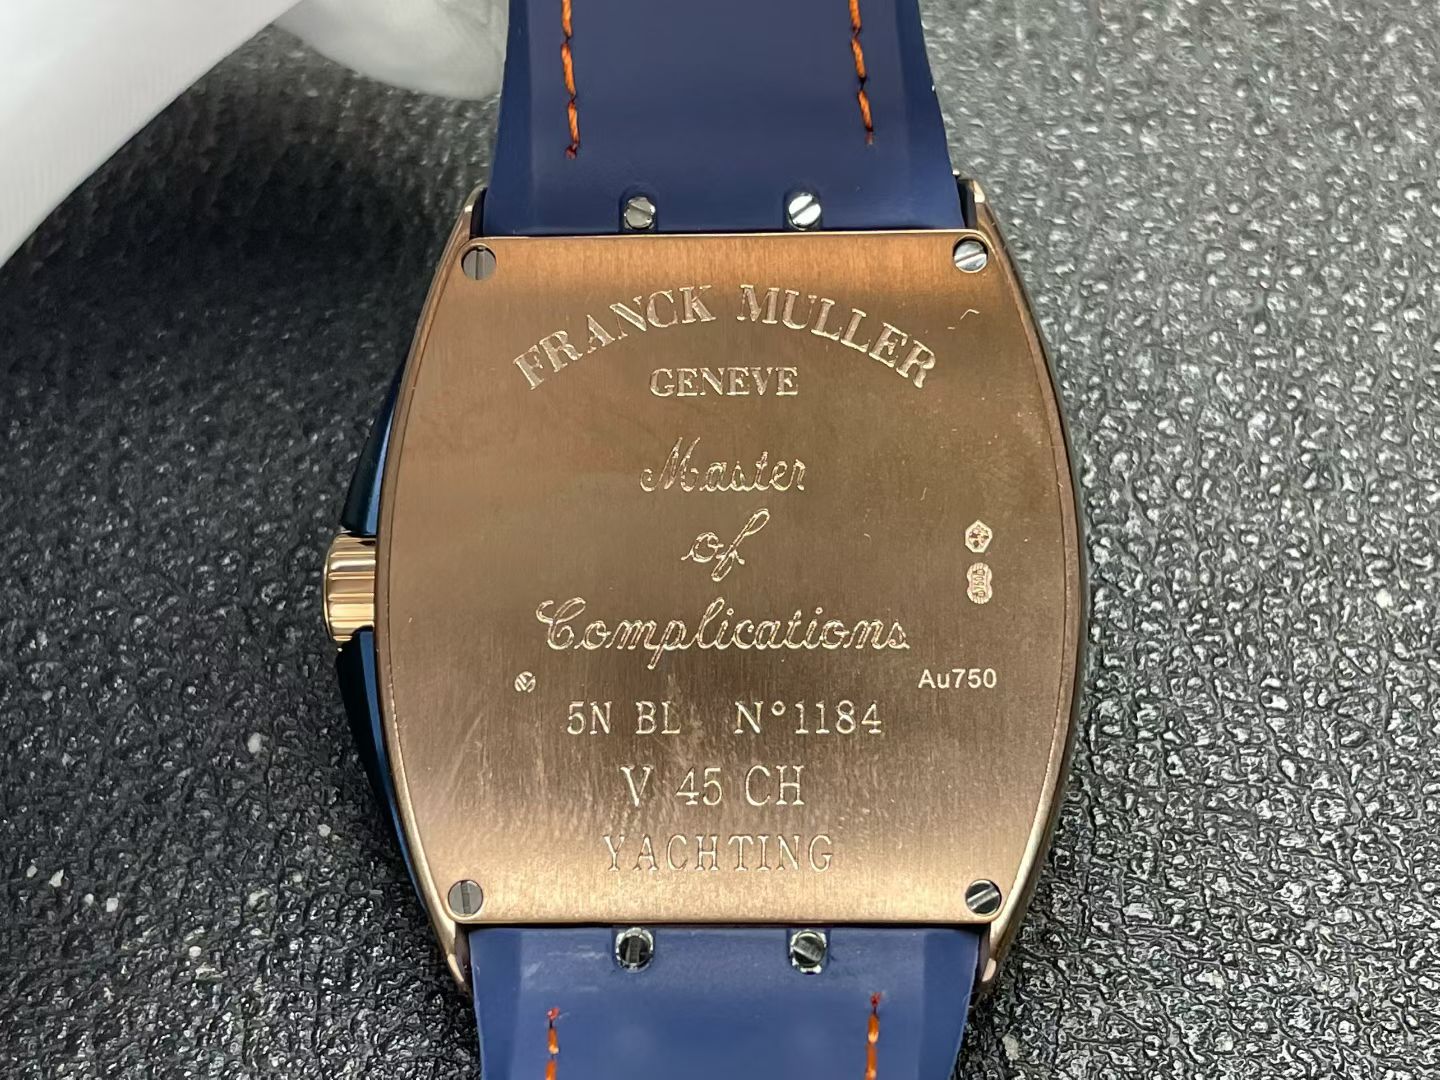 FRANCK MULLER
GENEVE
Master
of
Complications
Au750
5N BL N°1184
V 45 CH
YACHTING